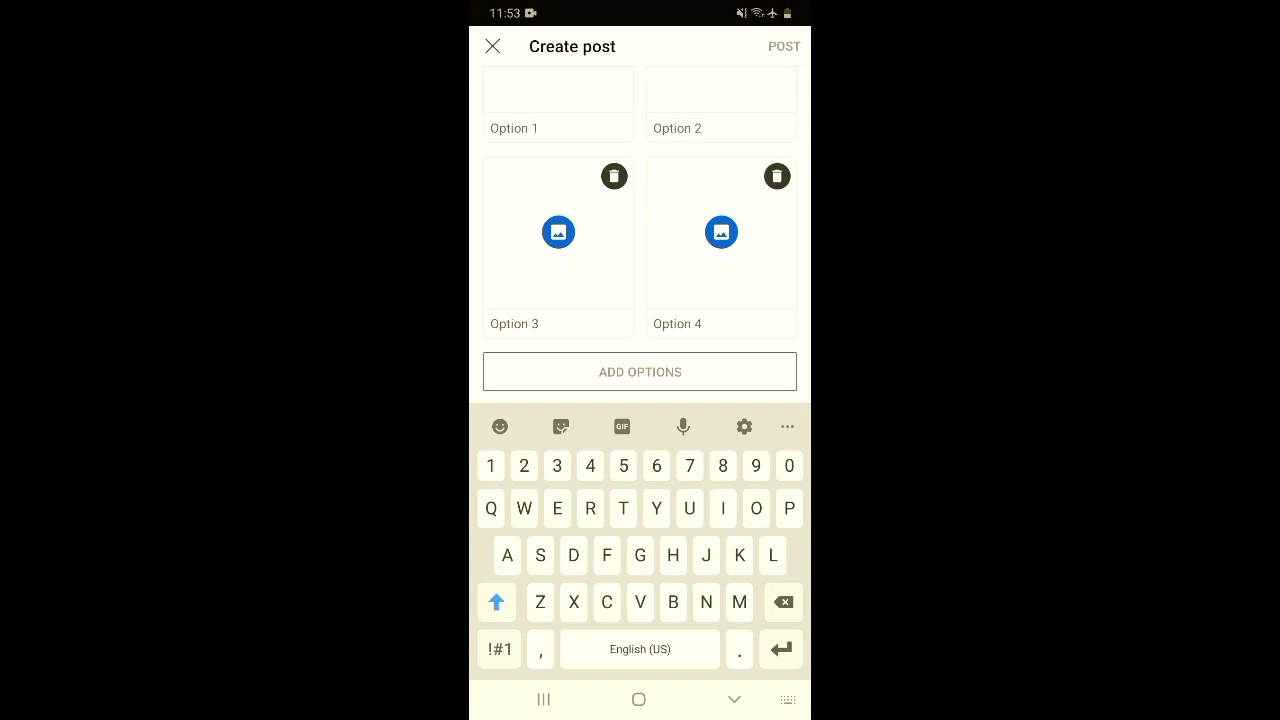 11:53
Create post
POST
Option 1
Option 2
Option 3
Option 4
ADD OPTIONS
GIF
1 2 3 4 5 6 7 8 9 0
Q W E R T Y U I O P
A S D F G H J K L
Z X C V B N M
!#1 , English (US) .